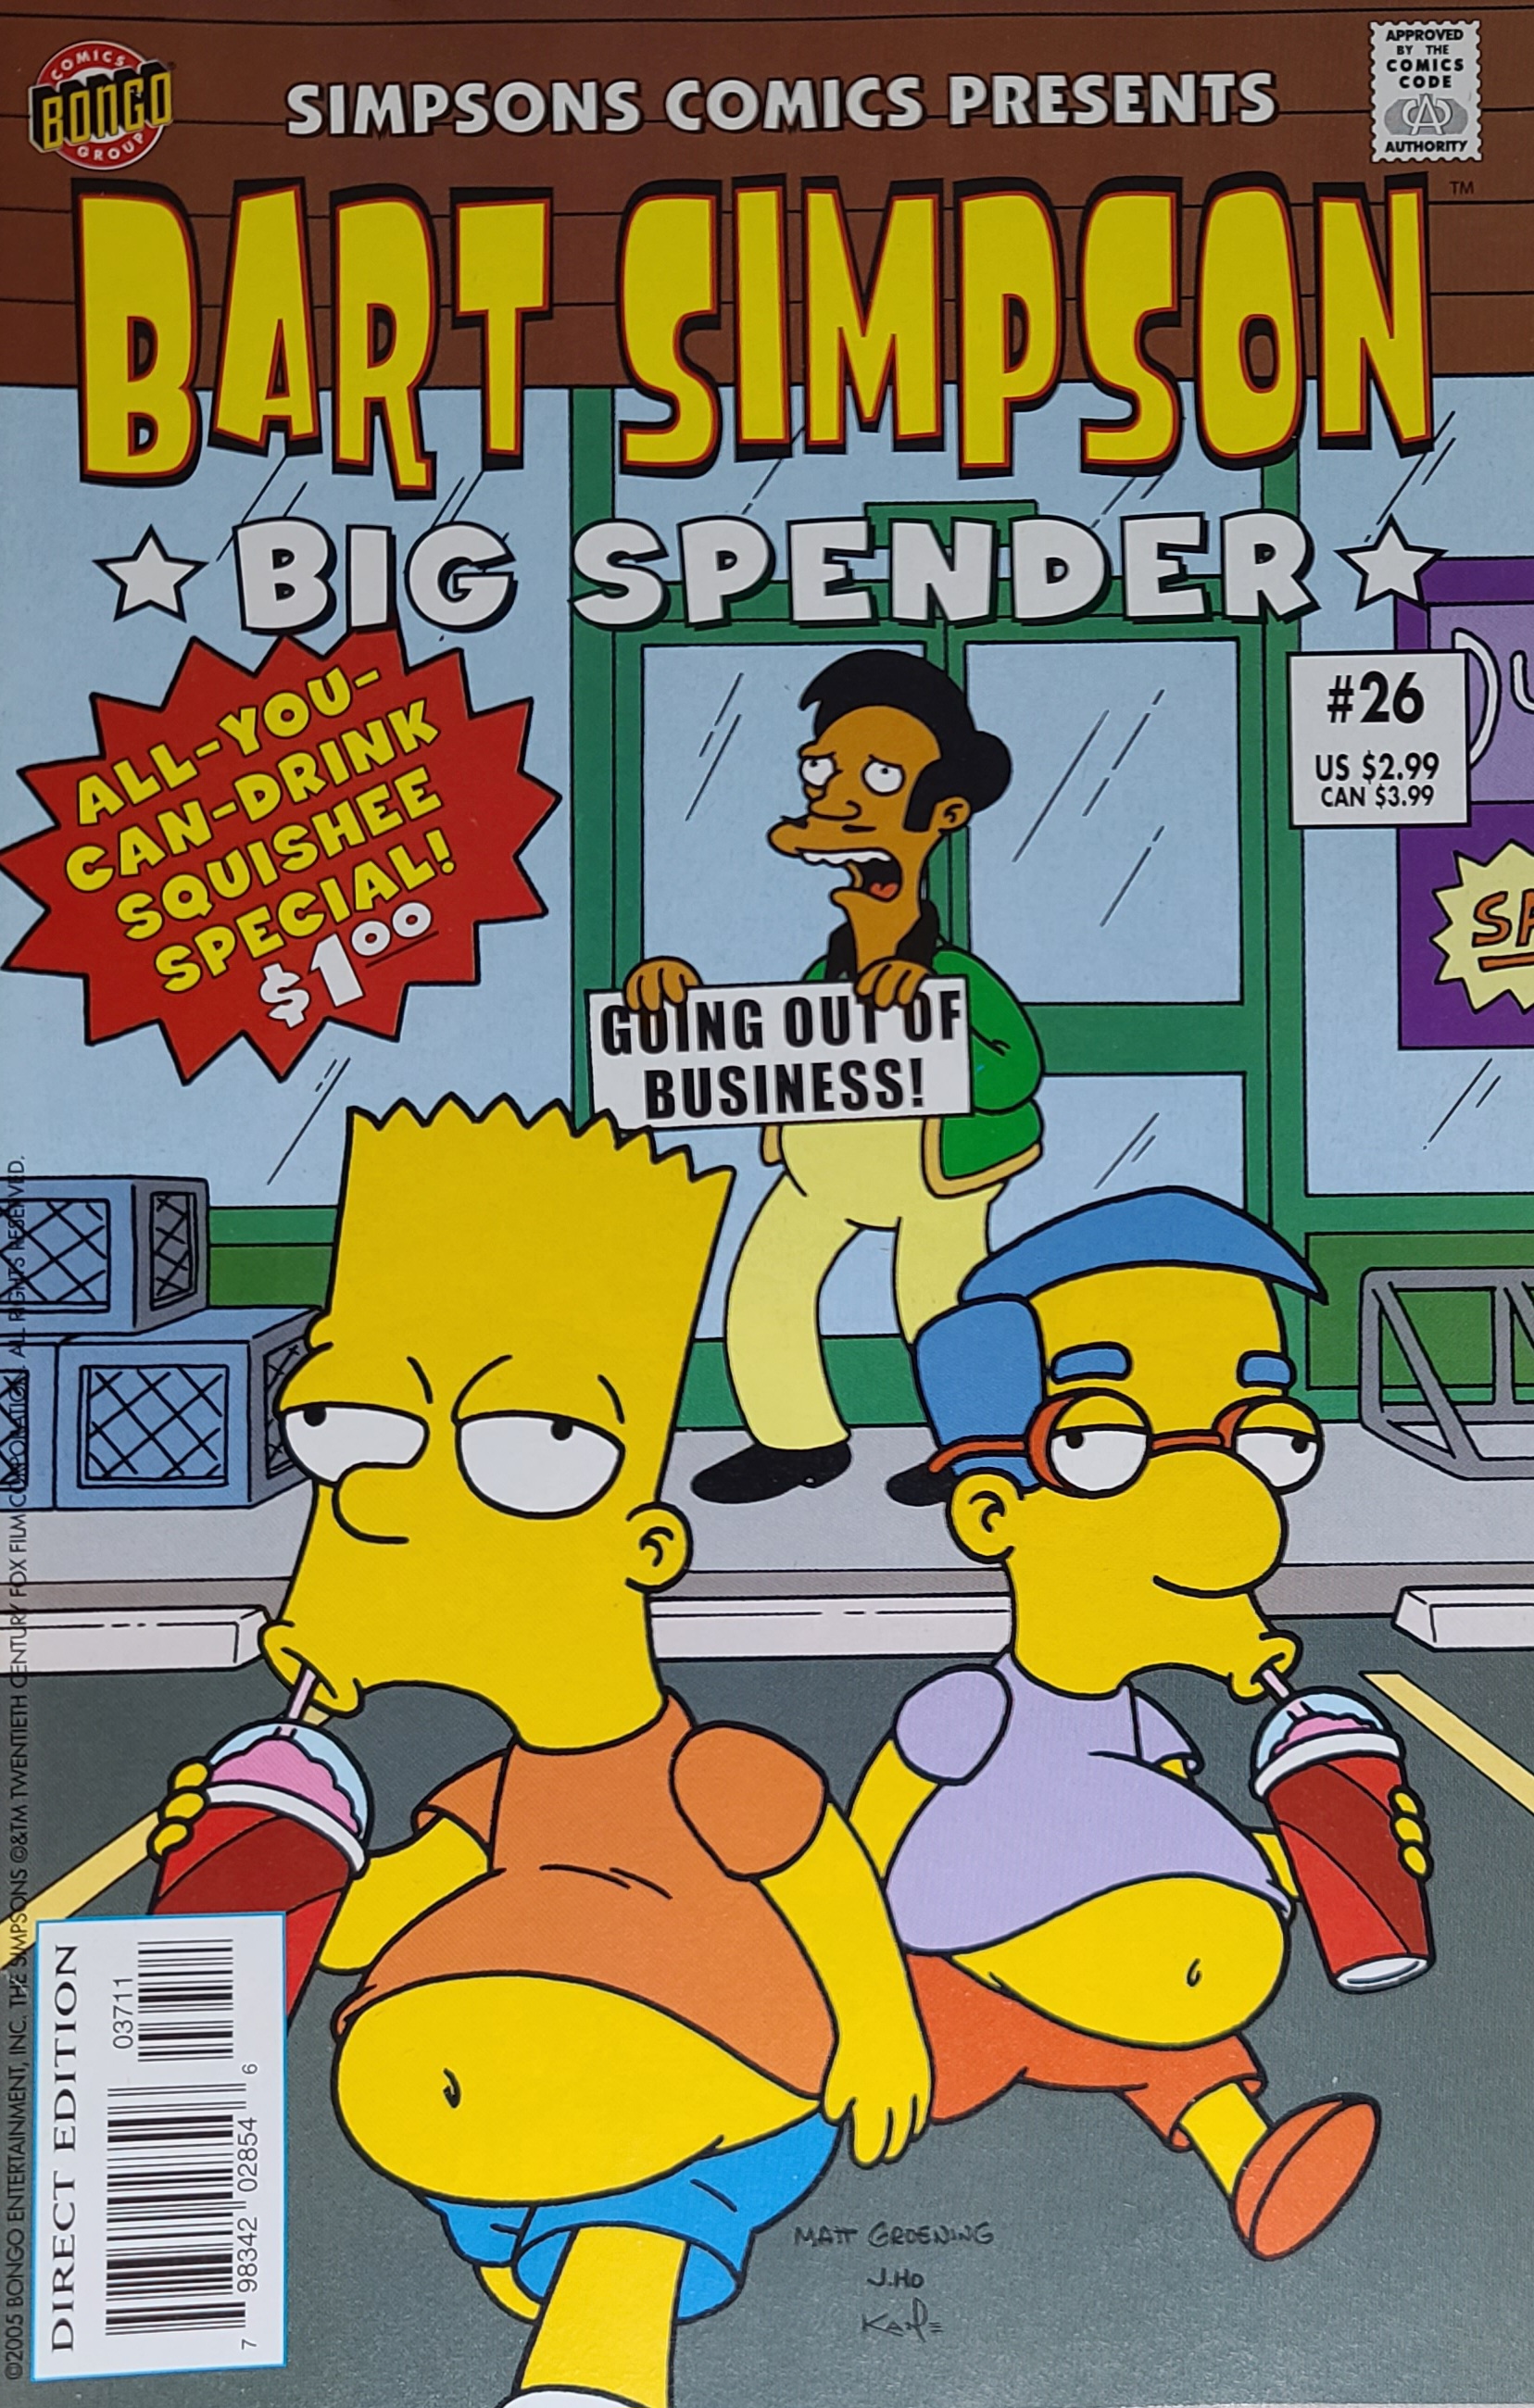 COMICS
BONGO
GROUP
SIMPSONS COMICS PRESENTS
APPROVED
BY THE
COMICS
CODE
CA
AUTHORITY
BART SIMPSON
TM
BIG SPENDER
ALL-YOU-
CAN-DRINK
SQUISHEE
SPECIAL!
$1.00
#26
US $2.99
CAN $3.99
GOING OUT OF
BUSINESS!
©2005 BONGO ENTERTAINMENT, INC. THE SIMPSONS ©&TM TWENTIETH CENTURY FOX FILM CORPORATION. ALL RIGHTS RESERVED.
DIRECT EDITION
03711
7 98342 02854 6
MATT GROENING
J.HO